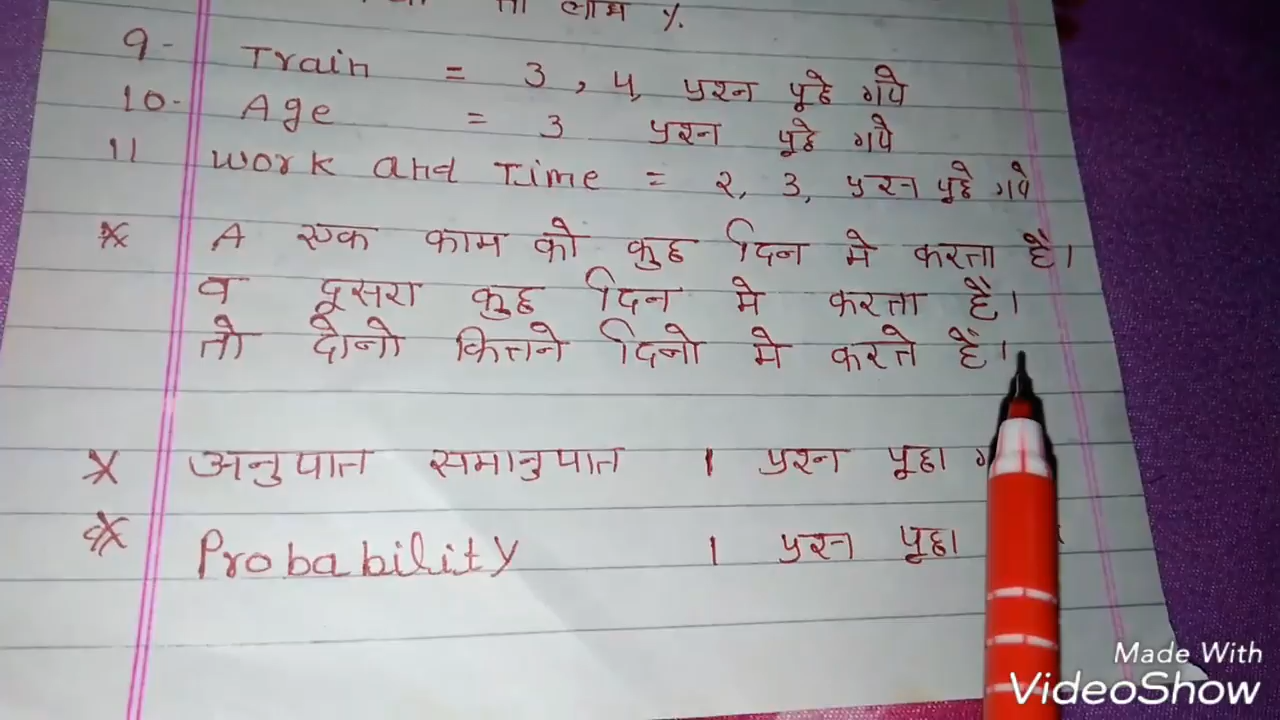 तो लाभ %.
9- Train = 3, 4, प्रश्न पूछे गये
10- Age = 3 प्रश्न पूछे गये
11 Work and Time = 2, 3, प्रश्न पूछे गये
* A एक काम को कुछ दिन मे करता है।
व दूसरा कुछ दिन मे करता है।
तो दोनो कितने दिनो मे करते हैं।
* अनुपात समानुपात 1 प्रश्न पूछा
* Probability 1 प्रश्न पूछा
Made With
VideoShow